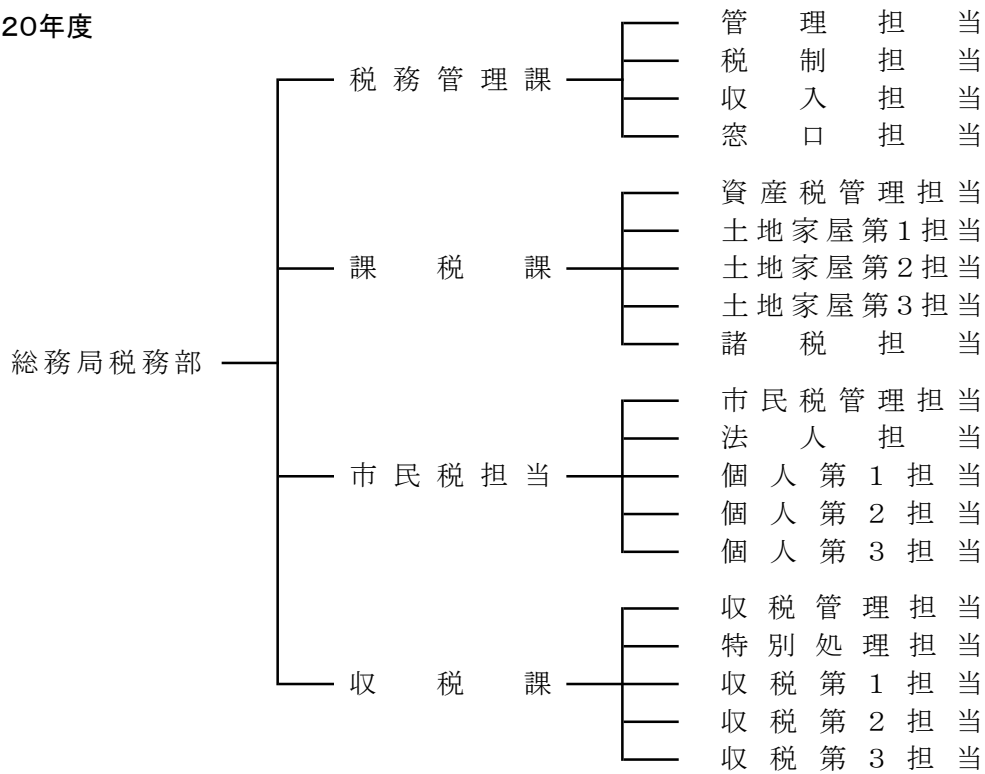 20年度
総務局税務部
税務管理課
管理担当
税制担当
収入担当
窓口担当
課税課
資産税管理担当
土地家屋第1担当
土地家屋第2担当
土地家屋第3担当
諸税担当
市民税担当
市民税管理担当
法人担当
個人第1担当
個人第2担当
個人第3担当
収税課
収税管理担当
特別処理担当
収税第1担当
収税第2担当
収税第3担当